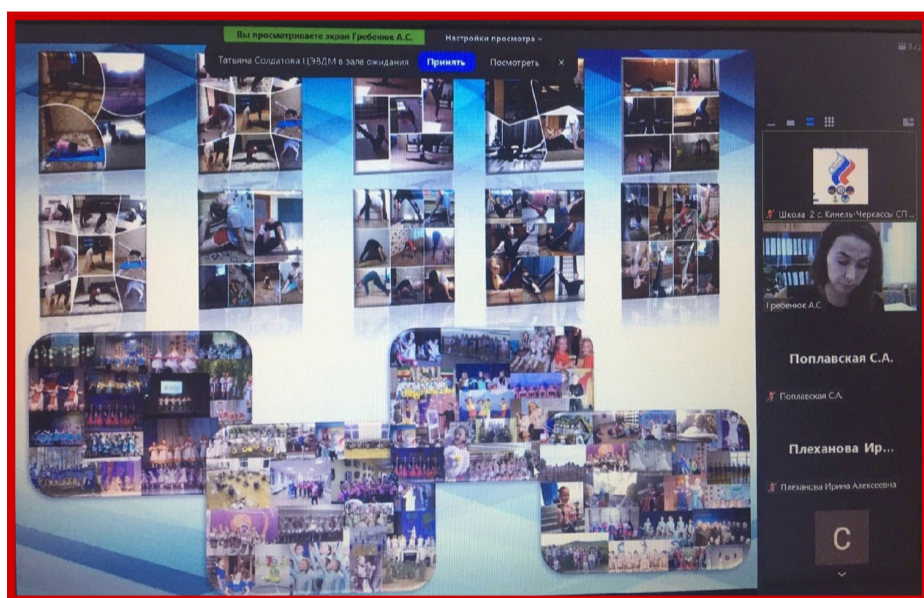 Вы просматриваете экран Гребенюк А.С.
Настройки просмотра
Татьяна Солдатова ЦЭВДМ в зале ожидания
Принять
Посмотреть
Школа 2 с. Кинель-Черкассы СП ...
Гребенюк А.С.
Поплавская С.А.
Поплавская С.А.
Плеханова Ир...
Плеханова Ирина Алексеевна
С